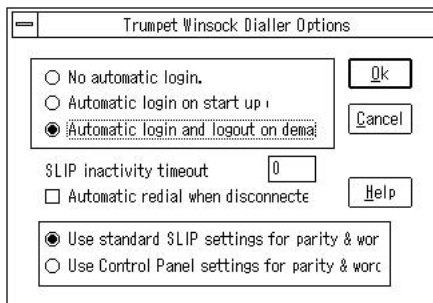 Trumpet Winsock Dialler Options
No automatic login.
Automatic login on start up
Automatic login and logout on dema
Ok
Cancel
SLIP inactivity timeout 0
Automatic redial when disconnecte
Help
Use standard SLIP settings for parity & wor
Use Control Panel settings for parity & word